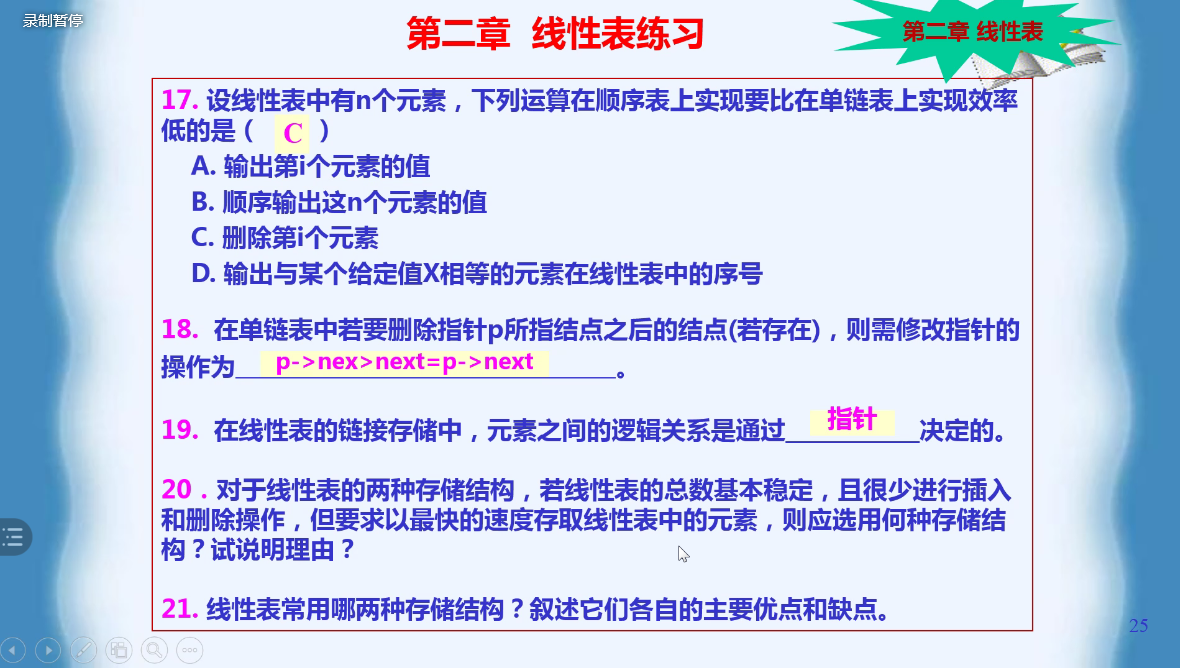 录制暂停
第二章 线性表练习
第二章 线性表
17. 设线性表中有n个元素，下列运算在顺序表上实现要比在单链表上实现效率
低的是（ C ）
A. 输出第i个元素的值
B. 顺序输出这n个元素的值
C. 删除第i个元素
D. 输出与某个给定值X相等的元素在线性表中的序号
18. 在单链表中若要删除指针p所指结点之后的结点(若存在)，则需修改指针的
操作为 p->nex>next=p->next 。
19. 在线性表的链接存储中，元素之间的逻辑关系是通过 指针 决定的。
20．对于线性表的两种存储结构，若线性表的总数基本稳定，且很少进行插入
和删除操作，但要求以最快的速度存取线性表中的元素，则应选用何种存储结
构？试说明理由？
21. 线性表常用哪两种存储结构？叙述它们各自的主要优点和缺点。
25